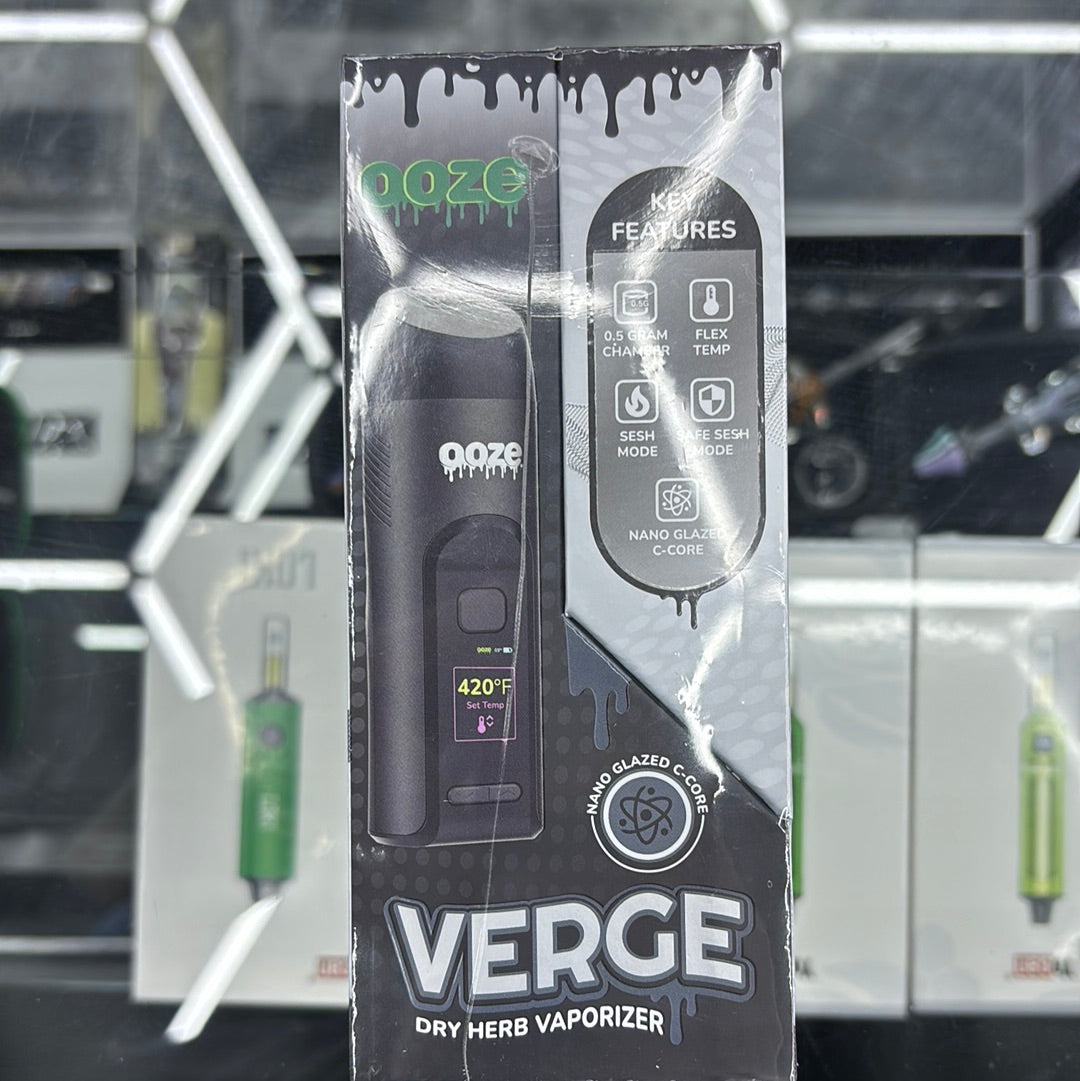 ooze
KEY
FEATURES
0.5G
0.5 GRAM
CHAMBER
FLEX
TEMP
SESH
MODE
SAFE SESH
MODE
NANO GLAZED
C-CORE
ooze
ooze
420°F
Set Temp
NANO GLAZED C-CORE
VERGE
DRY HERB VAPORIZER